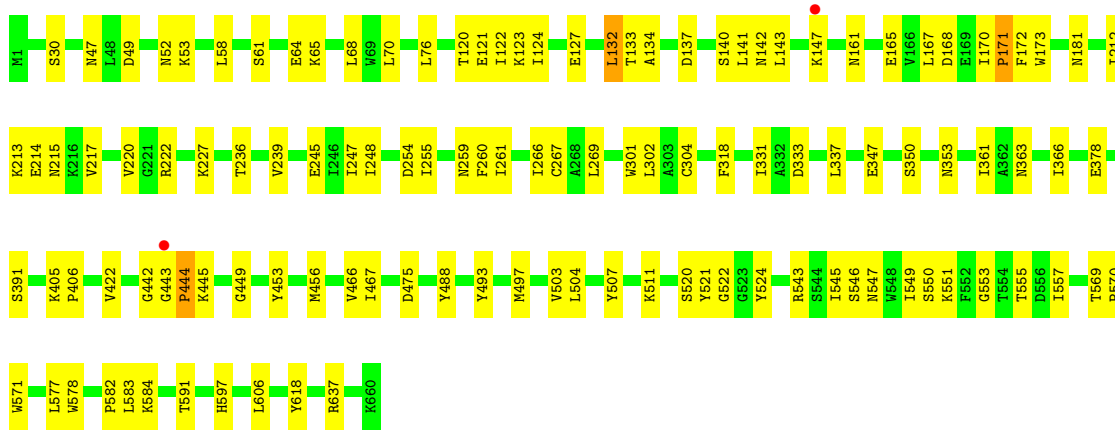 M1 S30 N47 L48 D49 N52 K53 L58 S61 E64 K65 L68 W69 L70 L76 T120 E121 I122 K123 I124 E127 L132 T133 A134 D137 S140 L141 N142 L143 K147 N161 E165 V166 L167 D168 E169 I170 P171 F172 W173 N181
K213 E214 N215 K216 V217 V220 G221 R222 K227 T236 V239 E245 I246 I247 I248 D254 I255 N259 F260 I261 I266 C267 A268 L269 W301 L302 A303 C304 F318 I331 A332 D333 L337 E347 S350 N353 I361 A362 N363 I366 E378
S391 K405 P406 V422 G442 G443 P444 K445 G449 Y453 M456 V466 I467 D475 Y488 Y493 M497 V503 L504 Y507 K511 S520 Y521 G522 G523 Y524 R543 S544 I545 S546 N547 W548 I549 S550 K551 F552 G553 T554 T555 D556 I557 T569
W571 L577 W578 P582 L583 K584 T591 H597 L606 Y618 R637 K660